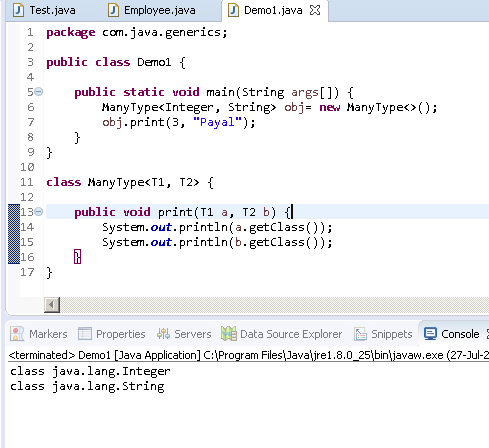 Test.java Employee.java Demo1.java
1 package com.java.generics;
2
3 public class Demo1 {
4
5 public static void main(String args[]) {
6 ManyType<Integer, String> obj= new ManyType<>();
7 obj.print(3, "Payal");
8 }
9 }
10
11 class ManyType<T1, T2> {
12
13 public void print(T1 a, T2 b) {
14 System.out.println(a.getClass());
15 System.out.println(b.getClass());
16 }
17 }
Markers Properties Servers Data Source Explorer Snippets Console
<terminated> Demo1 [Java Application] C:\Program Files\Java\jre1.8.0_25\bin\javaw.exe (27-Jul-2
class java.lang.Integer
class java.lang.String